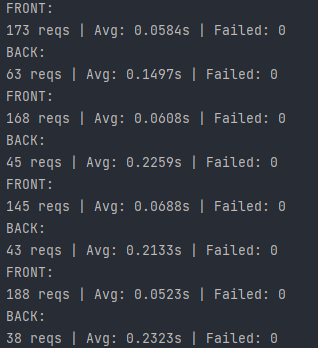 FRONT:
173 reqs | Avg: 0.0584s | Failed: 0
BACK:
63 reqs | Avg: 0.1497s | Failed: 0
FRONT:
168 reqs | Avg: 0.0608s | Failed: 0
BACK:
45 reqs | Avg: 0.2259s | Failed: 0
FRONT:
145 reqs | Avg: 0.0688s | Failed: 0
BACK:
43 reqs | Avg: 0.2133s | Failed: 0
FRONT:
188 reqs | Avg: 0.0523s | Failed: 0
BACK:
38 reqs | Avg: 0.2323s | Failed: 0